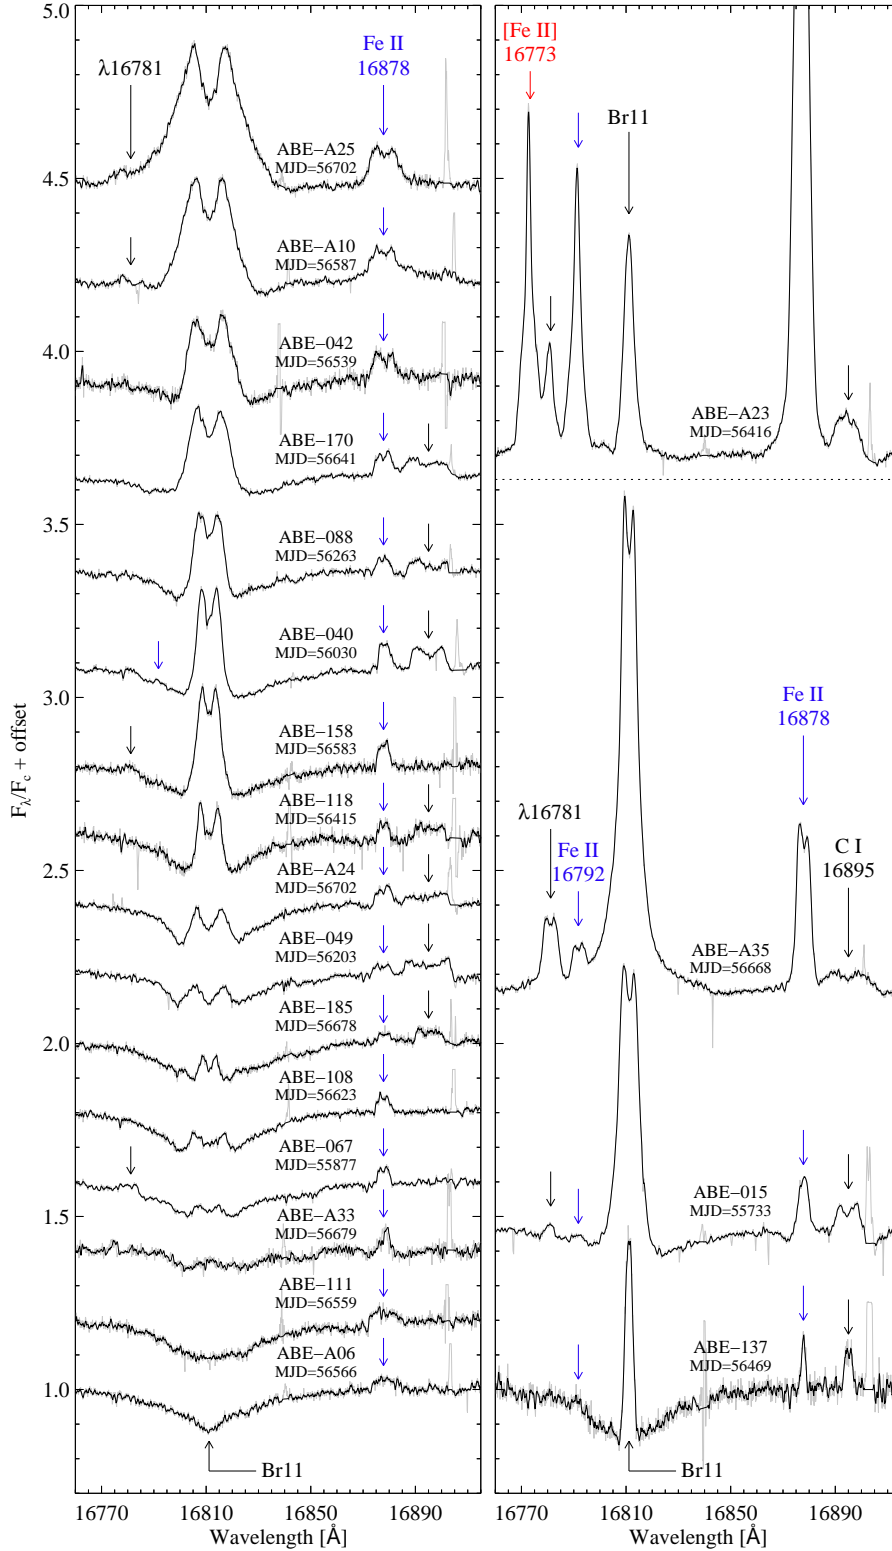 5.0
4.5
4.0
3.5
3.0
2.5
2.0
1.5
1.0
Fλ/Fc + offset
λ16781
Fe II
16878
ABE−A25
MJD=56702
ABE−A10
MJD=56587
ABE−042
MJD=56539
ABE−170
MJD=56641
ABE−088
MJD=56263
ABE−040
MJD=56030
ABE−158
MJD=56583
ABE−118
MJD=56415
ABE−A24
MJD=56702
ABE−049
MJD=56203
ABE−185
MJD=56678
ABE−108
MJD=56623
ABE−067
MJD=55877
ABE−A33
MJD=56679
ABE−111
MJD=56559
ABE−A06
MJD=56566
Br11
16770 16810 16850 16890
Wavelength [Å]
[Fe II]
16773
Br11
ABE−A23
MJD=56416
Fe II
16878
λ16781
Fe II
16792
C I
16895
ABE−A35
MJD=56668
ABE−015
MJD=55733
ABE−137
MJD=56469
Br11
16770 16810 16850 16890
Wavelength [Å]